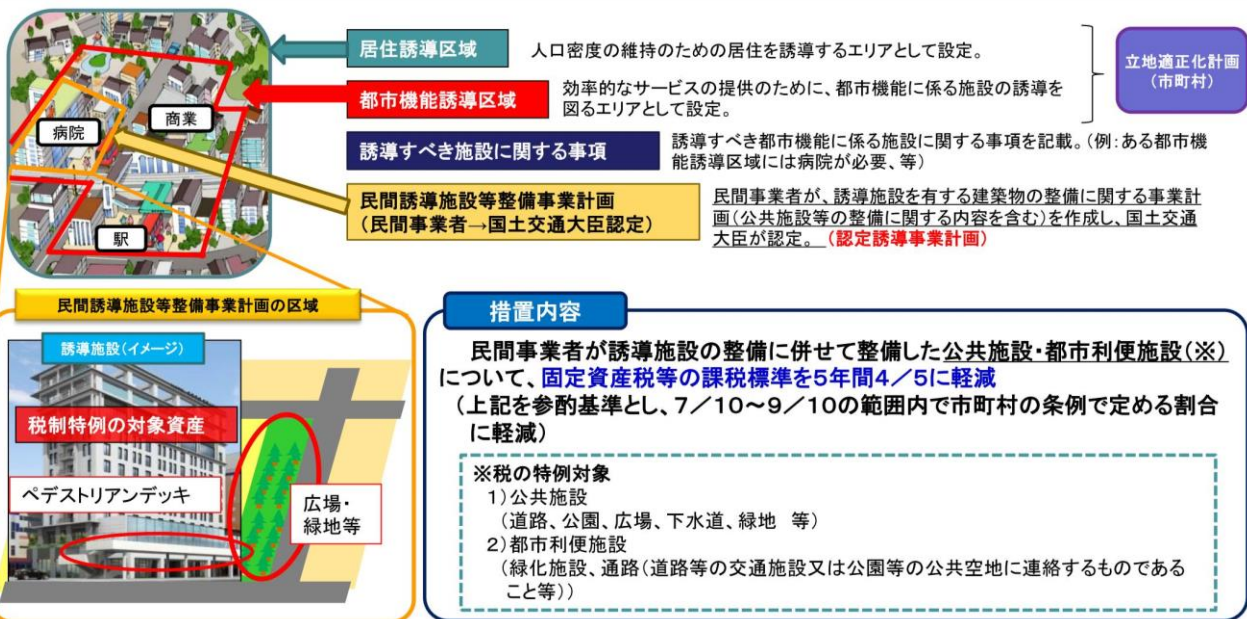 居住誘導区域
人口密度の維持のための居住を誘導するエリアとして設定。
都市機能誘導区域
効率的なサービスの提供のために、都市機能に係る施設の誘導を
図るエリアとして設定。
立地適正化計画
(市町村)
商業
病院
駅
誘導すべき施設に関する事項
誘導すべき都市機能に係る施設に関する事項を記載。(例:ある都市機
能誘導区域には病院が必要、等)
民間誘導施設等整備事業計画
(民間事業者→国土交通大臣認定)
民間事業者が、誘導施設を有する建築物の整備に関する事業計
画(公共施設等の整備に関する内容を含む)を作成し、国土交通
大臣が認定。 (認定誘導事業計画)
民間誘導施設等整備事業計画の区域
誘導施設(イメージ)
税制特例の対象資産
ペデストリアンデッキ
広場・
緑地等
措置内容
民間事業者が誘導施設の整備に併せて整備した公共施設・都市利便施設(※)
について、固定資産税等の課税標準を5年間4/5に軽減
(上記を参酌基準とし、7/10~9/10の範囲内で市町村の条例で定める割合
に軽減)
※税の特例対象
1)公共施設
(道路、公園、広場、下水道、緑地 等)
2)都市利便施設
(緑化施設、通路(道路等の交通施設又は公園等の公共空地に連絡するものである
こと等))